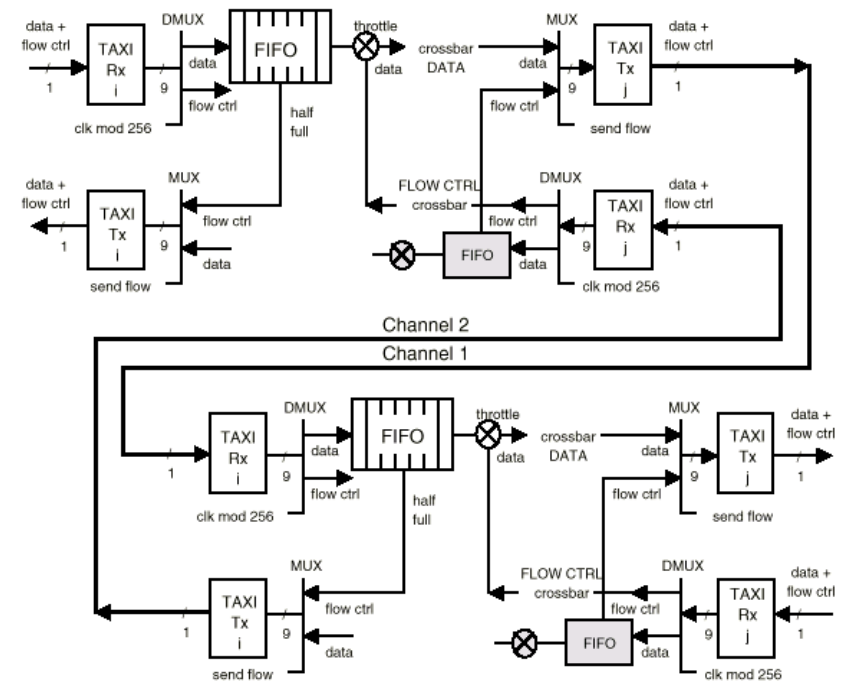 data +
flow ctrl
1
TAXI
Rx
i
clk mod 256
9
DMUX
data
flow ctrl
FIFO
half
full
throttle
data
crossbar
DATA
MUX
data
flow ctrl
9
TAXI
Tx
j
send flow
data +
flow ctrl
1
data +
flow ctrl
1
TAXI
Tx
i
send flow
9
MUX
flow ctrl
data
FLOW CTRL
crossbar
FIFO
DMUX
flow ctrl
data
9
TAXI
Rx
j
clk mod 256
data +
flow ctrl
1
Channel 2
Channel 1
1
TAXI
Rx
i
clk mod 256
9
DMUX
data
flow ctrl
FIFO
half
full
throttle
data
crossbar
DATA
MUX
data
flow ctrl
9
TAXI
Tx
j
send flow
data +
flow ctrl
1
1
TAXI
Tx
i
send flow
9
MUX
flow ctrl
data
FLOW CTRL
crossbar
FIFO
DMUX
flow ctrl
data
9
TAXI
Rx
j
clk mod 256
data +
flow ctrl
1